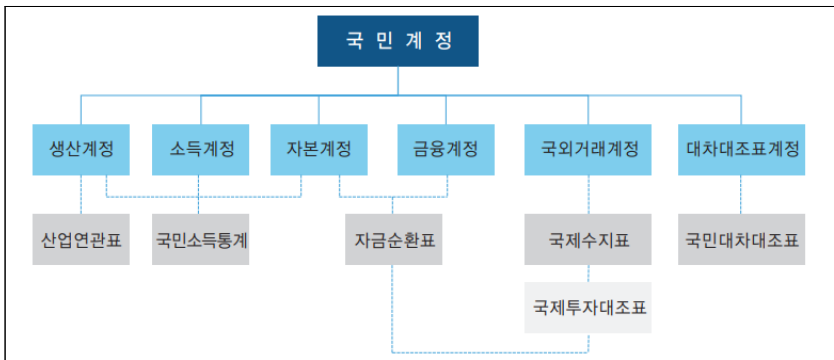 국 민 계 정
생산계정
소득계정
자본계정
금융계정
국외거래계정
대차대조표계정
산업연관표
국민소득통계
자금순환표
국제수지표
국민대차대조표
국제투자대조표